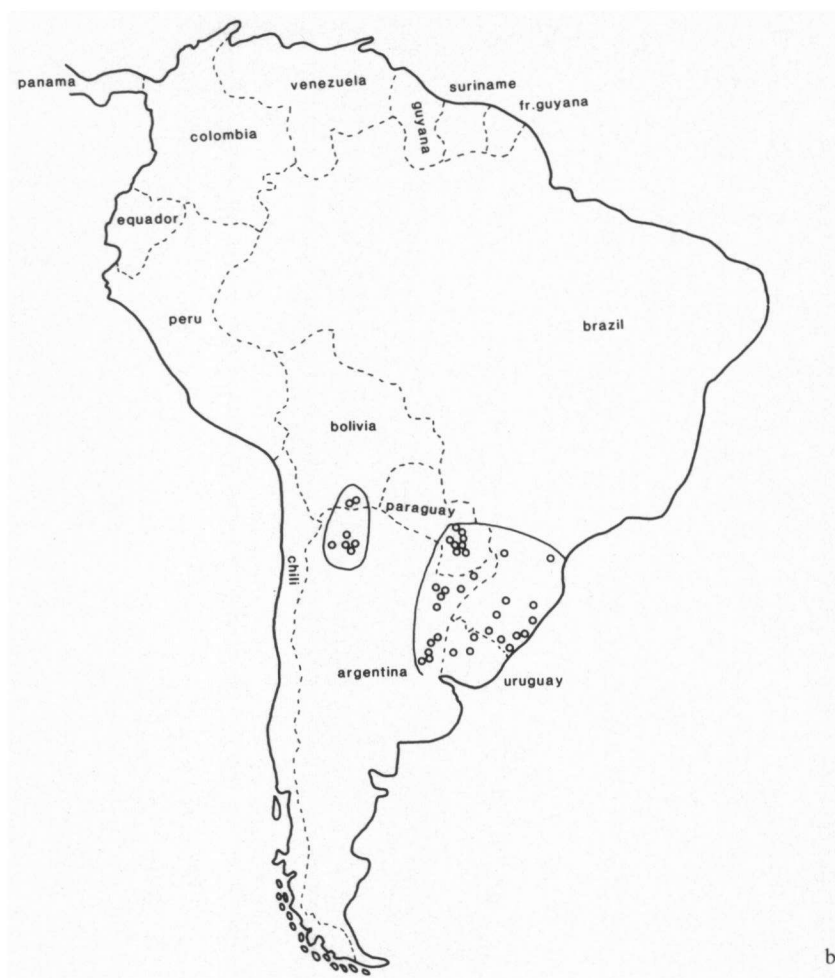 panama
venezuela
suriname
fr.guyana
guyana
colombia
equador
peru
brazil
bolivia
paraguay
chili
argentina
uruguay
b